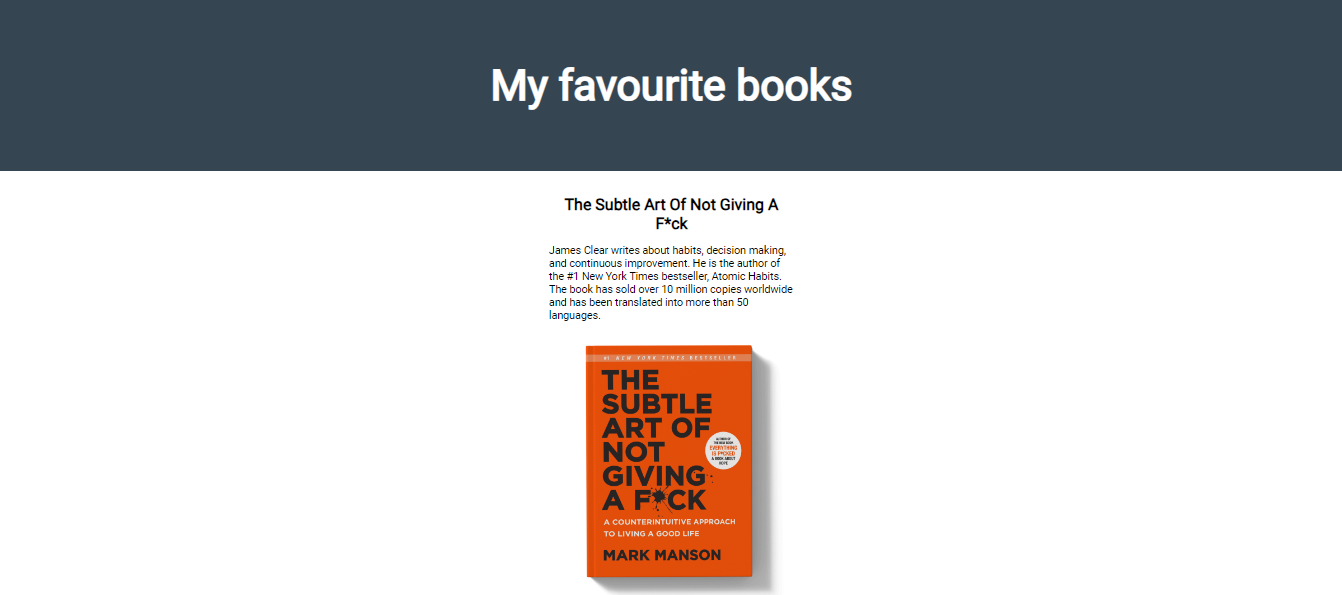 My favourite books
The Subtle Art Of Not Giving A
F*ck
James Clear writes about habits, decision making,
and continuous improvement. He is the author of
the #1 New York Times bestseller, Atomic Habits.
The book has sold over 10 million copies worldwide
and has been translated into more than 50
languages.
#1 NEW YORK TIMES BESTSELLER
THE
SUBTLE
ART OF
NOT
GIVING
A F*CK
AUTHOR OF
THE NEW BOOK
EVERYTHING
IS F*CKED
A BOOK ABOUT
HOPE
A COUNTERINTUITIVE APPROACH
TO LIVING A GOOD LIFE
MARK MANSON